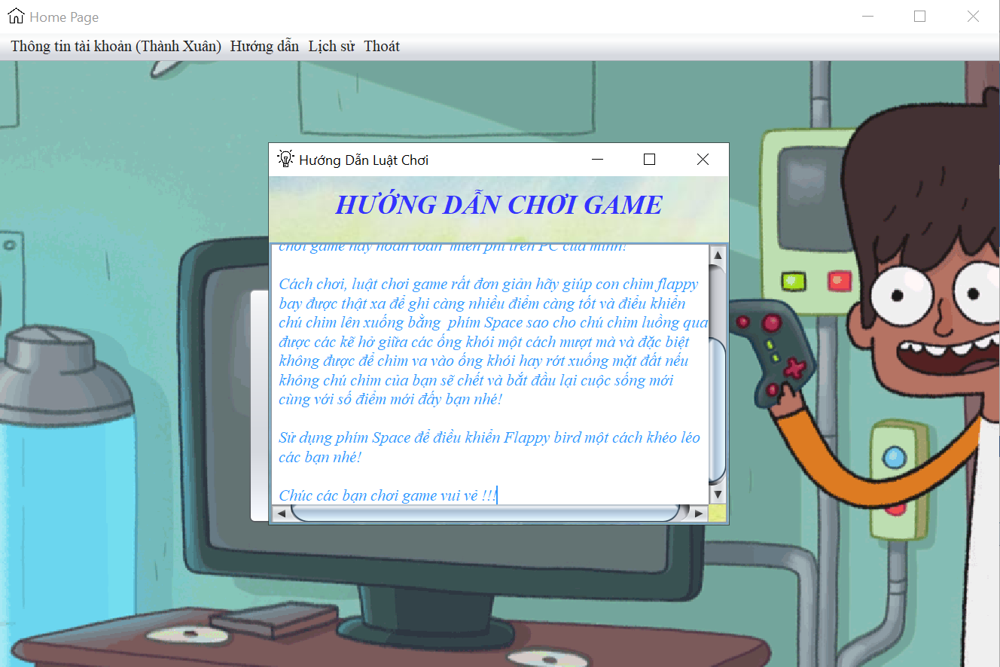 Home Page
Thông tin tài khoản (Thành Xuân) Hướng dẫn Lịch sử Thoát
Hướng Dẫn Luật Chơi
HƯỚNG DẪN CHƠI GAME
chơi game này hoàn toàn miễn phí trên PC của mình!
Cách chơi, luật chơi game rất đơn giản hãy giúp con chim flappy
bay được thật xa để ghi càng nhiều điểm càng tốt và điều khiển
chú chim lên xuống bằng phím Space sao cho chú chim luồng qua
được các kẽ hở giữa các ống khói một cách mượt mà và đặc biệt
không được để chim va vào ống khói hay rớt xuống mặt đất nếu
không chú chim của bạn sẽ chết và bắt đầu lại cuộc sống mới
cùng với số điểm mới đấy bạn nhé!
Sử dụng phím Space để điều khiển Flappy bird một cách khéo léo
các bạn nhé!
Chúc các bạn chơi game vui vẻ !!!